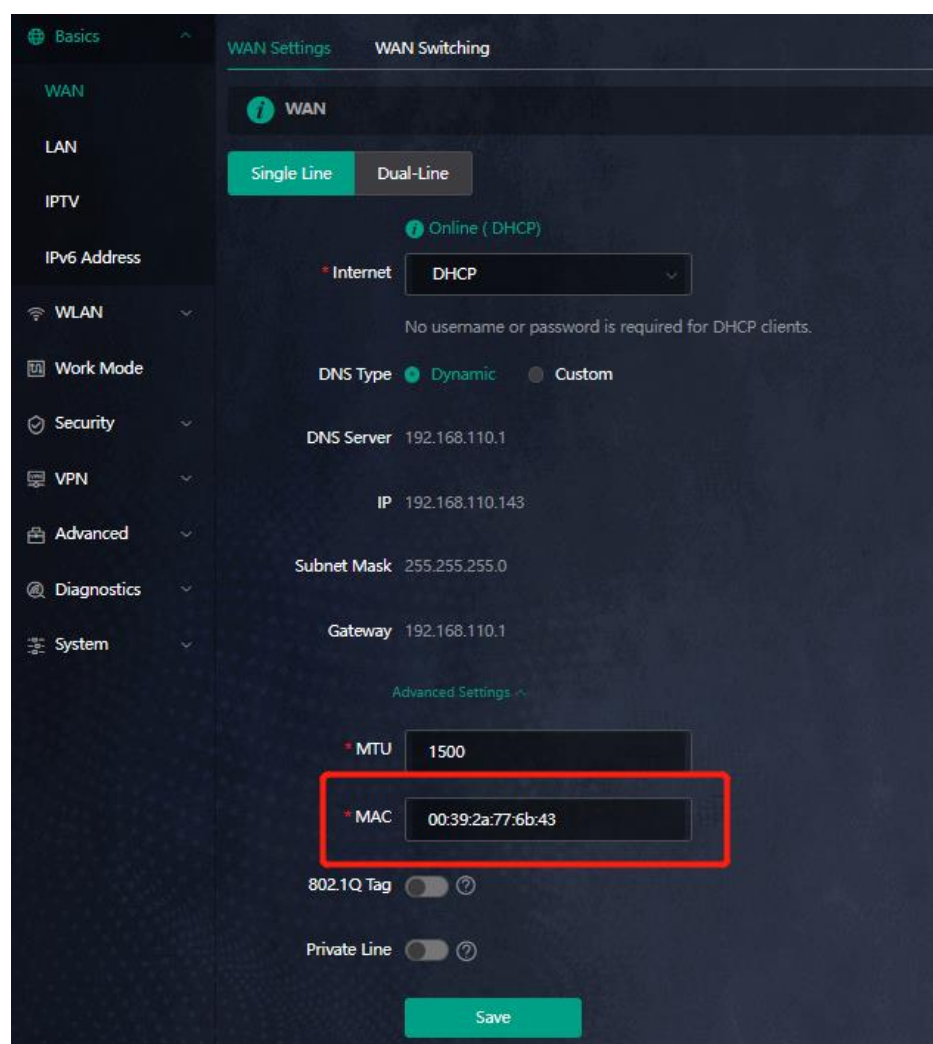 Basics
WAN
LAN
IPTV
IPv6 Address
WLAN
Work Mode
Security
VPN
Advanced
Diagnostics
System
WAN Settings WAN Switching
WAN
Single Line Dual-Line
Online ( DHCP)
* Internet DHCP
No username or password is required for DHCP clients.
DNS Type Dynamic Custom
DNS Server 192.168.110.1
IP 192.168.110.143
Subnet Mask 255.255.255.0
Gateway 192.168.110.1
Advanced Settings
* MTU 1500
* MAC 00:39:2a:77:6b:43
802.1Q Tag
Private Line
Save